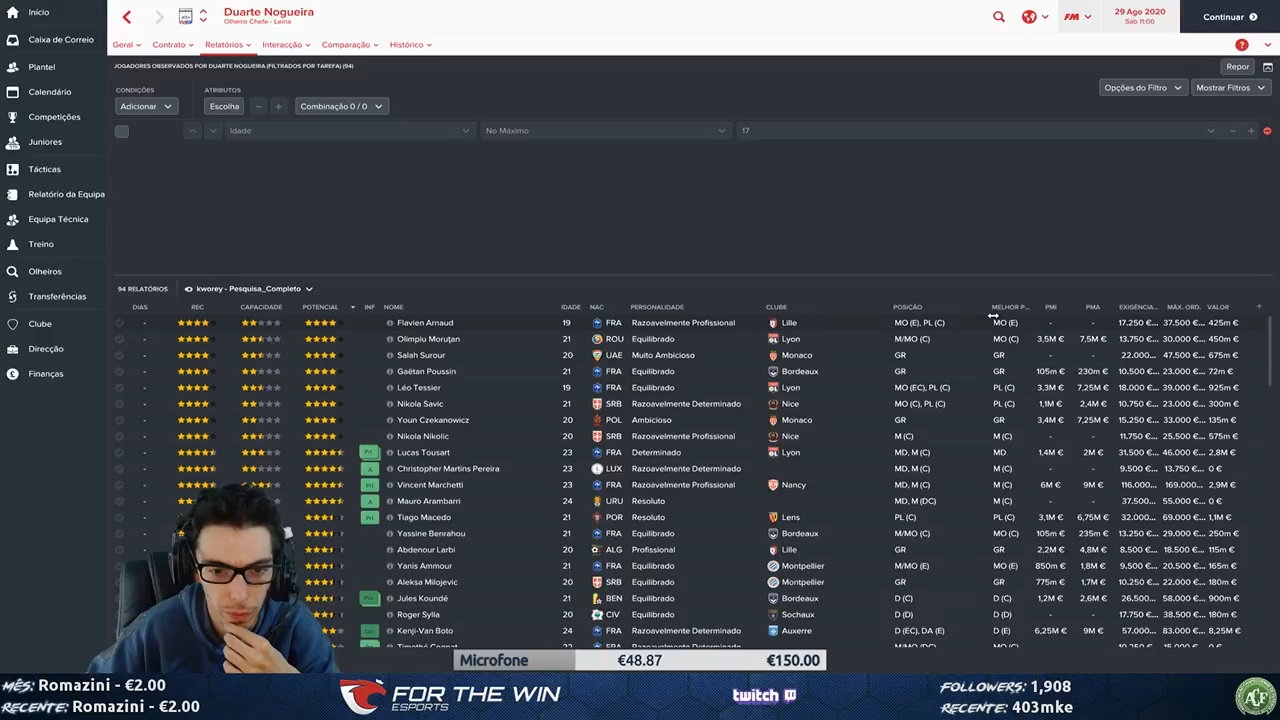 Início
Caixa de Correio
Plantel
Calendário
Competições
Juniores
Tácticas
Relatório da Equipa
Equipa Técnica
Treino
Olheiros
Transferências
Clube
Direcção
Finanças
Duarte Nogueira
Olheiro Chefe - Leiria
FM
29 Ago 2020
Sáb 11:00
Continuar
Geral Contrato Relatórios Interacção Comparação Histórico
JOGADORES OBSERVADOS POR DUARTE NOGUEIRA (FILTRADOS POR TAREFA) (94)
Repor
CONDIÇÕES ATRIBUTOS
Opções do Filtro Mostrar Filtros
Adicionar Escolha Combinação 0 / 0
Idade No Máximo 17
94 RELATÓRIOS kworey - Pesquisa_Completo
DIAS REC CAPACIDADE POTENCIAL INF NOME IDADE NAC PERSONALIDADE CLUBE POSIÇÃO MELHOR P... PMI PMA EXIGÊNCIA... MÁX. ORD. VALOR
- Flavien Arnaud 19 FRA Razoavelmente Profissional Lille MO (E), PL (C) MO (E) - - 17.250 €... 37.500 €... 425m €
- Olimpiu Moruţan 21 ROU Equilibrado Lyon M/MO (C) MO (C) 3,5M € 7,5M € 13.750 €... 30.000 €... 450m €
- Salah Surour 20 UAE Muito Ambicioso Monaco GR GR - - 22.000... 47.500 €... 675m €
- Gaëtan Poussin 21 FRA Equilibrado Bordeaux GR GR 105m € 230m € 10.500 €... 23.000 €... 72m €
- Léo Tessier 19 FRA Equilibrado Lyon MO (EC), PL (C) PL (C) 3,3M € 7,25M € 18.000 €... 39.000 €... 925m €
- Nikola Savic 21 SRB Razoavelmente Determinado Nice MO (C), PL (C) PL (C) 1,1M € 2,4M € 10.000 €... 23.000 €... 300m €
- Youn Czekanowicz 20 POL Ambicioso Monaco GR GR 3,4M € 7,25M € 15.250 €... 33.000 €... 135m €
- Nikola Nikolic 20 SRB Razoavelmente Profissional Nice M (C) M (C) - - 11.750 €... 25.500 €... 575m €
- Prt Lucas Tousart 23 FRA Determinado Lyon MD, M (C) MD 1,4M € 2M € 31.500 €... 46.000 €... 2,8M €
- A Christopher Martins Pereira 23 LUX Razoavelmente Determinado MD, M (C) M (C) - - 9.500 €... 13.750 €... 0 €
- Prt Vincent Marchetti 23 FRA Razoavelmente Profissional Nancy MD, M (C) M (C) 6M € 9M € 116.000... 169.000... 2,9M €
- A Mauro Arambarri 24 URU Resoluto MD, M (DC) M (C) - - 37.500... 55.000 €... 0 €
- Prt Tiago Macedo 21 POR Resoluto Lens PL (C) PL (C) 3,1M € 6,75M € 32.000... 69.000 €... 1,1M €
- Yassine Benrahou 21 FRA Equilibrado Bordeaux M/MO (C) MO (C) 105m € 235m € 13.250 €... 29.000 €... 250m €
- Abdenour Larbi 20 ALG Profissional Lille GR GR 2,2M € 4,8M € 8.500 €... 18.500 €... 115m €
Yanis Ammour 21 FRA Equilibrado Montpellier M/MO (E) MO (E) 850m € 1,8M € 9.500 €... 20.500 €... 165m €
Aleksa Milojevic 20 SRB Equilibrado Montpellier GR GR 775m € 1,7M € 10.250 €... 22.000 €... 180m €
Jules Koundé 21 BEN Equilibrado Bordeaux D (C) D (C) 1,2M € 2,6M € 26.500... 58.000 €... 900m €
Roger Sylla 20 CIV Equilibrado Sochaux D (D) D (D) - - 17.750 €... 38.500 €... 180m €
Kenji-Van Boto 24 FRA Razoavelmente Determinado Auxerre D (EC), DA (E) D (E) 6,25M € 9M € 57.000... 83.000 €... 8,25M €
Microfone €48.87 €150.00
MÊS: Romazini - €2.00
RECENTE: Romazini - €2.00
FOR THE WIN
ESPORTS
twitch
FOLLOWERS: 1,908
RECENTE: 403mke
ACF